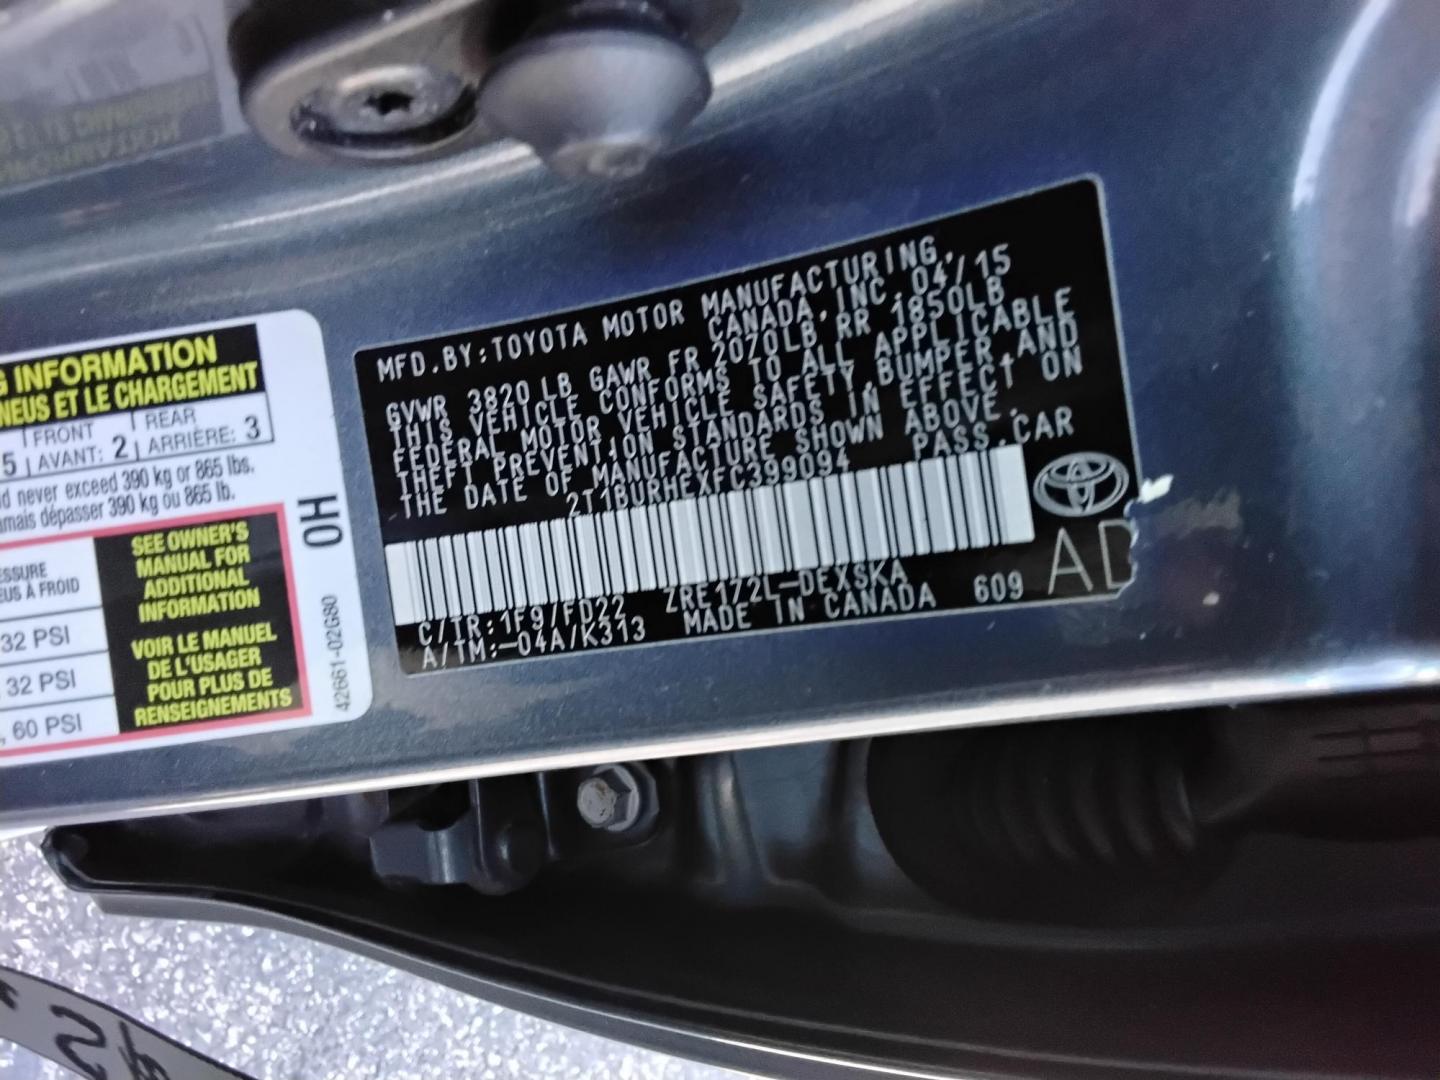 G INFORMATION
NEUS ET LE CHARGEMENT
5 FRONT AVANT: 2 REAR ARRIÈRE: 3
never exceed 390 kg or 865 lbs.
amais dépasser 390 kg ou 865 lb.
32 PSI
32 PSI
, 60 PSI
SEE OWNER'S
MANUAL FOR
ADDITIONAL
INFORMATION
VOIR LE MANUEL
DE L'USAGER
POUR PLUS DE
RENSEIGNEMENTS
0H
42661-02G80
MFD.BY:TOYOTA MOTOR MANUFACTURING,
CANADA,INC.04/15
GVWR 3820 LB GAWR FR 2070LB RR 1850LB
THIS VEHICLE CONFORMS TO ALL APPLICABLE
FEDERAL MOTOR VEHICLE SAFETY,BUMPER,AND
THEFT PREVENTION STANDARDS IN EFFECT ON
THE DATE OF MANUFACTURE SHOWN ABOVE.
2T1BURHEXFC399094 PASS.CAR
C/TR:1F9/FD22 ZRE172L-DEXSKA
A/TM:-04A/K313 MADE IN CANADA 609
AD